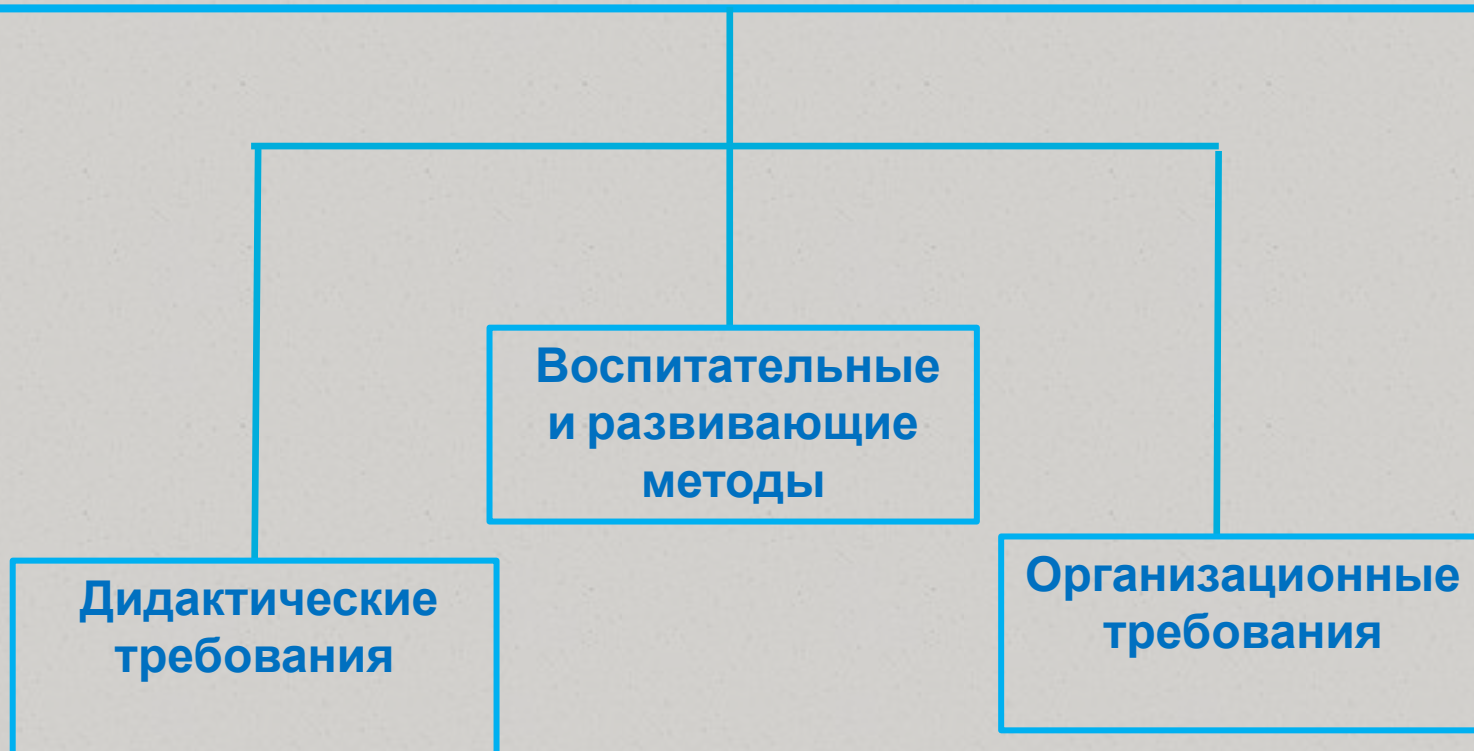 Воспитательные
и развивающие
методы
Дидактические
требования
Организационные
требования